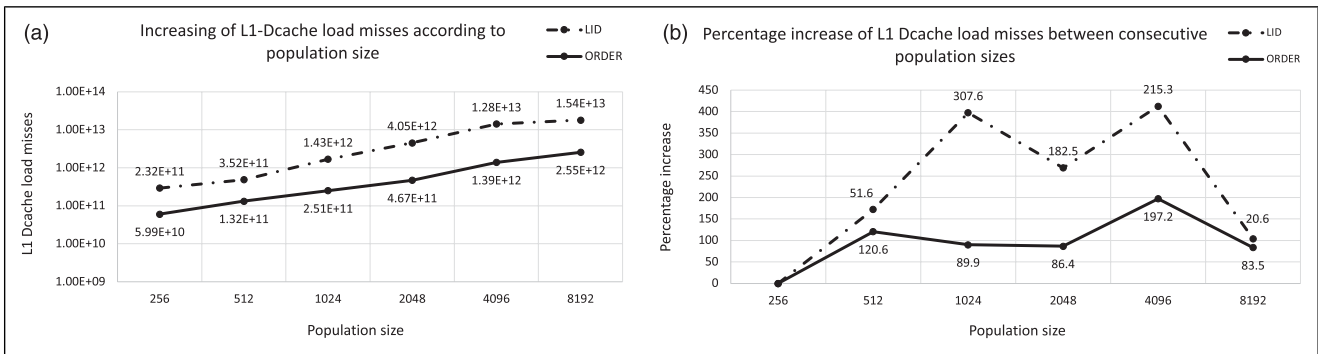 (a)
Increasing of L1-Dcache load misses according to
population size
LID
ORDER
L1 Dcache load misses
1.00E+14
1.00E+13
1.00E+12
1.00E+11
1.00E+10
1.00E+09
2.32E+11
3.52E+11
1.43E+12
4.05E+12
1.28E+13
1.54E+13
5.99E+10
1.32E+11
2.51E+11
4.67E+11
1.39E+12
2.55E+12
256
512
1024
2048
4096
8192
Population size
(b)
Percentage increase of L1 Dcache load misses between consecutive
population sizes
LID
ORDER
Percentage increase
450
400
350
300
250
200
150
100
50
0
51.6
307.6
182.5
215.3
20.6
120.6
89.9
86.4
197.2
83.5
256
512
1024
2048
4096
8192
Population size